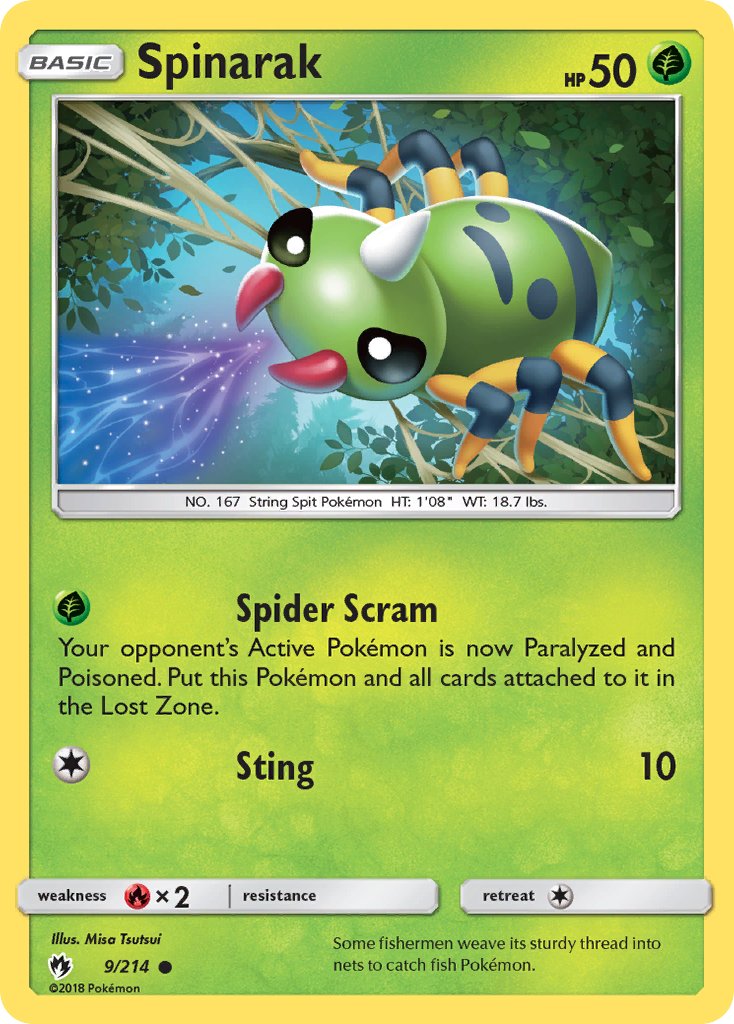 BASIC
Spinarak
HP 50
NO. 167 String Spit Pokémon HT: 1'08" WT: 18.7 lbs.
Spider Scram
Your opponent's Active Pokémon is now Paralyzed and
Poisoned. Put this Pokémon and all cards attached to it in
the Lost Zone.
Sting 10
weakness ×2 resistance retreat
Illus. Misa Tsutsui
9/214
©2018 Pokémon
Some fishermen weave its sturdy thread into
nets to catch fish Pokémon.